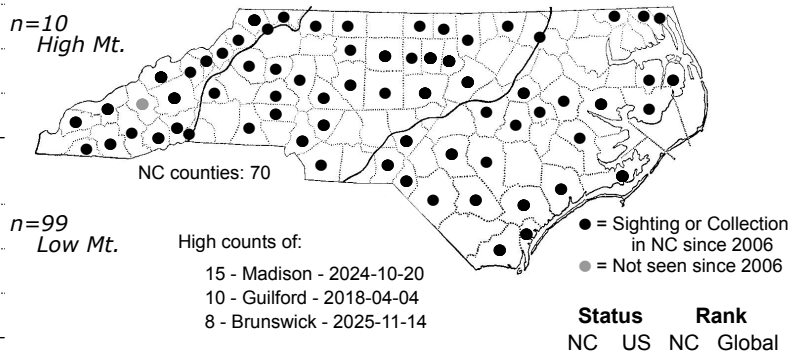 n=10
High Mt.
NC counties: 70
n=99
Low Mt.
High counts of:
15 - Madison - 2024-10-20
10 - Guilford - 2018-04-04
8 - Brunswick - 2025-11-14
= Sighting or Collection
in NC since 2006
= Not seen since 2006
Status Rank
NC US NC Global